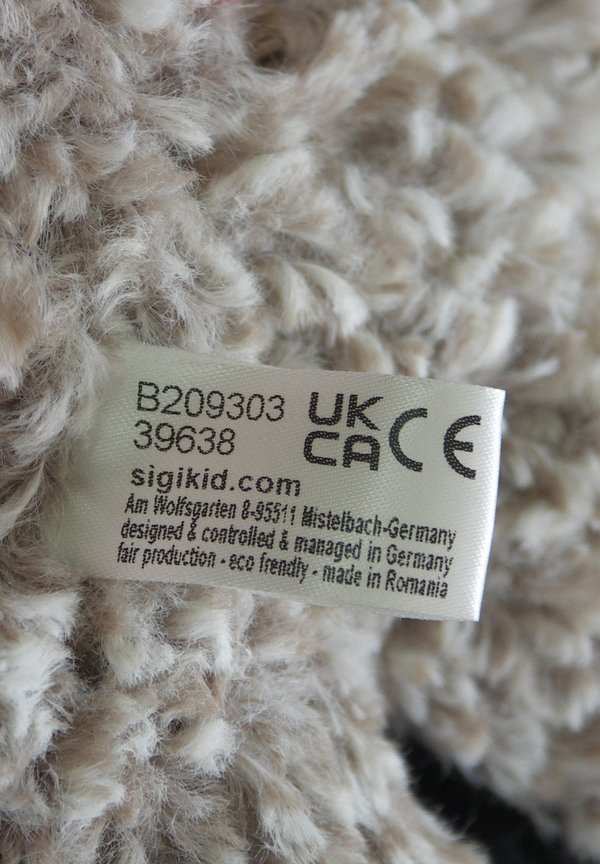 B209303
39638
UK
CA CE
sigikid.com
Am Wolfsgarten 8-95511 Mistelbach-Germany
designed & controlled & managed in Germany
fair production - eco frendly - made in Romania